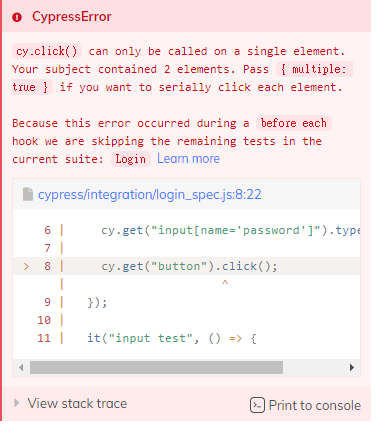 CypressError
cy.click() can only be called on a single element.
Your subject contained 2 elements. Pass { multiple:
true } if you want to serially click each element.
Because this error occurred during a before each
hook we are skipping the remaining tests in the
current suite: Login Learn more
cypress/integration/login_spec.js:8:22
6 | cy.get("input[name='password']").type
7 |
> 8 | cy.get("button").click();
| ^
9 | });
10 |
11 | it("input test", () => {
View stack trace
Print to console